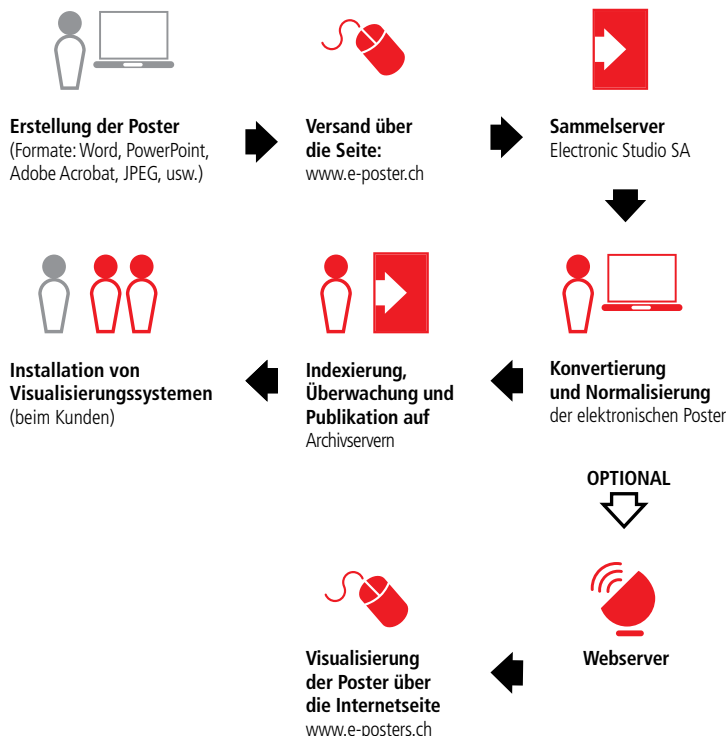 Erstellung der Poster
(Formate: Word, PowerPoint,
Adobe Acrobat, JPEG, usw.)
Versand über
die Seite:
www.e-poster.ch
Sammelserver
Electronic Studio SA
Installation von
Visualisierungssystemen
(beim Kunden)
Indexierung,
Überwachung und
Publikation auf
Archivservern
Konvertierung
und Normalisierung
der elektronischen Poster
OPTIONAL
Visualisierung
der Poster über
die Internetseite
www.e-posters.ch
Webserver